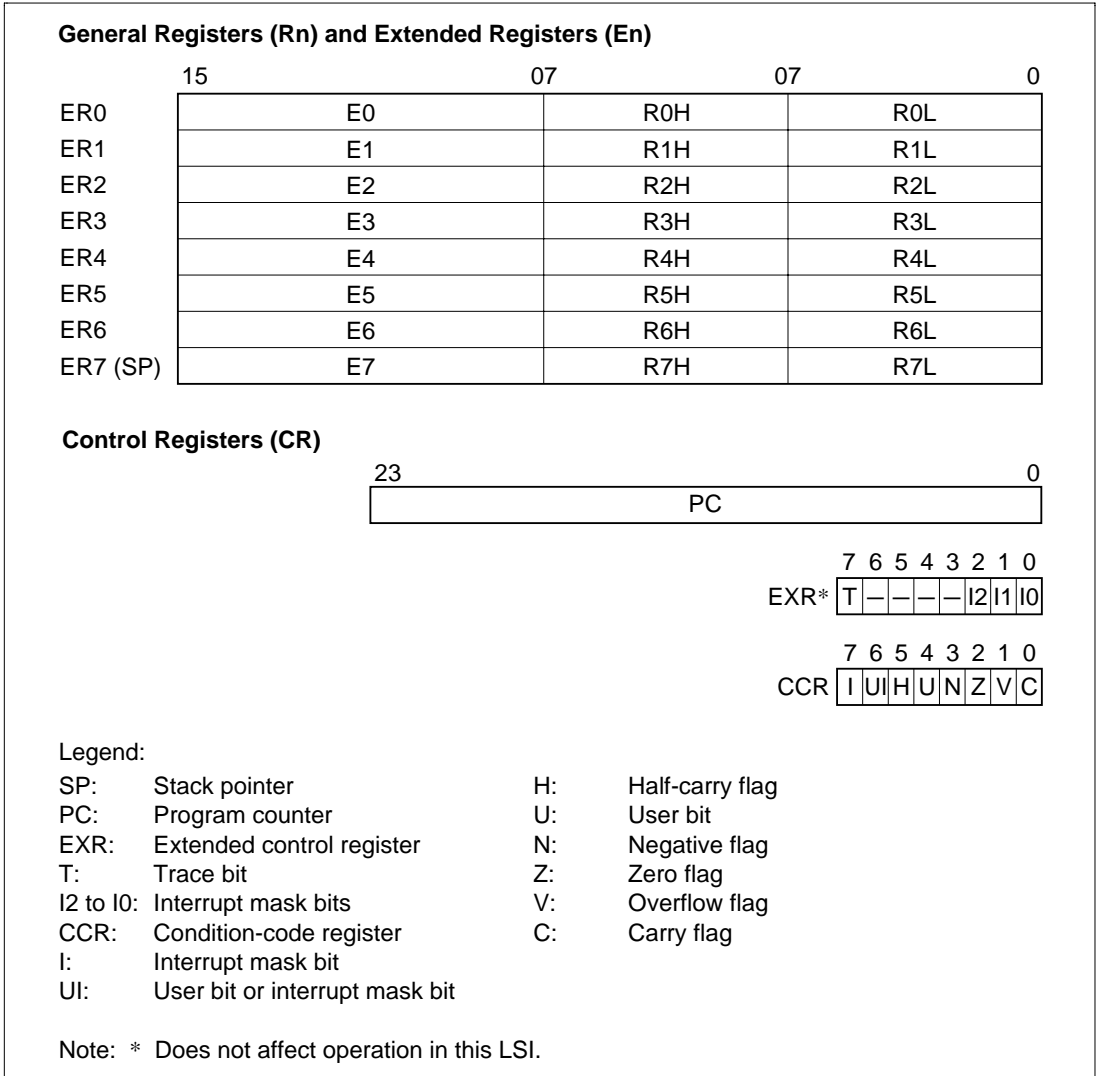 General Registers (Rn) and Extended Registers (En)
15 07 07 0
ER0 E0 R0H R0L
ER1 E1 R1H R1L
ER2 E2 R2H R2L
ER3 E3 R3H R3L
ER4 E4 R4H R4L
ER5 E5 R5H R5L
ER6 E6 R6H R6L
ER7 (SP) E7 R7H R7L
Control Registers (CR)
23 0
PC
7 6 5 4 3 2 1 0
EXR* T — — — — I2 I1 I0
7 6 5 4 3 2 1 0
CCR I UI H U N Z V C
Legend:
SP: Stack pointer H: Half-carry flag
PC: Program counter U: User bit
EXR: Extended control register N: Negative flag
T: Trace bit Z: Zero flag
I2 to I0: Interrupt mask bits V: Overflow flag
CCR: Condition-code register C: Carry flag
I: Interrupt mask bit
UI: User bit or interrupt mask bit
Note: * Does not affect operation in this LSI.